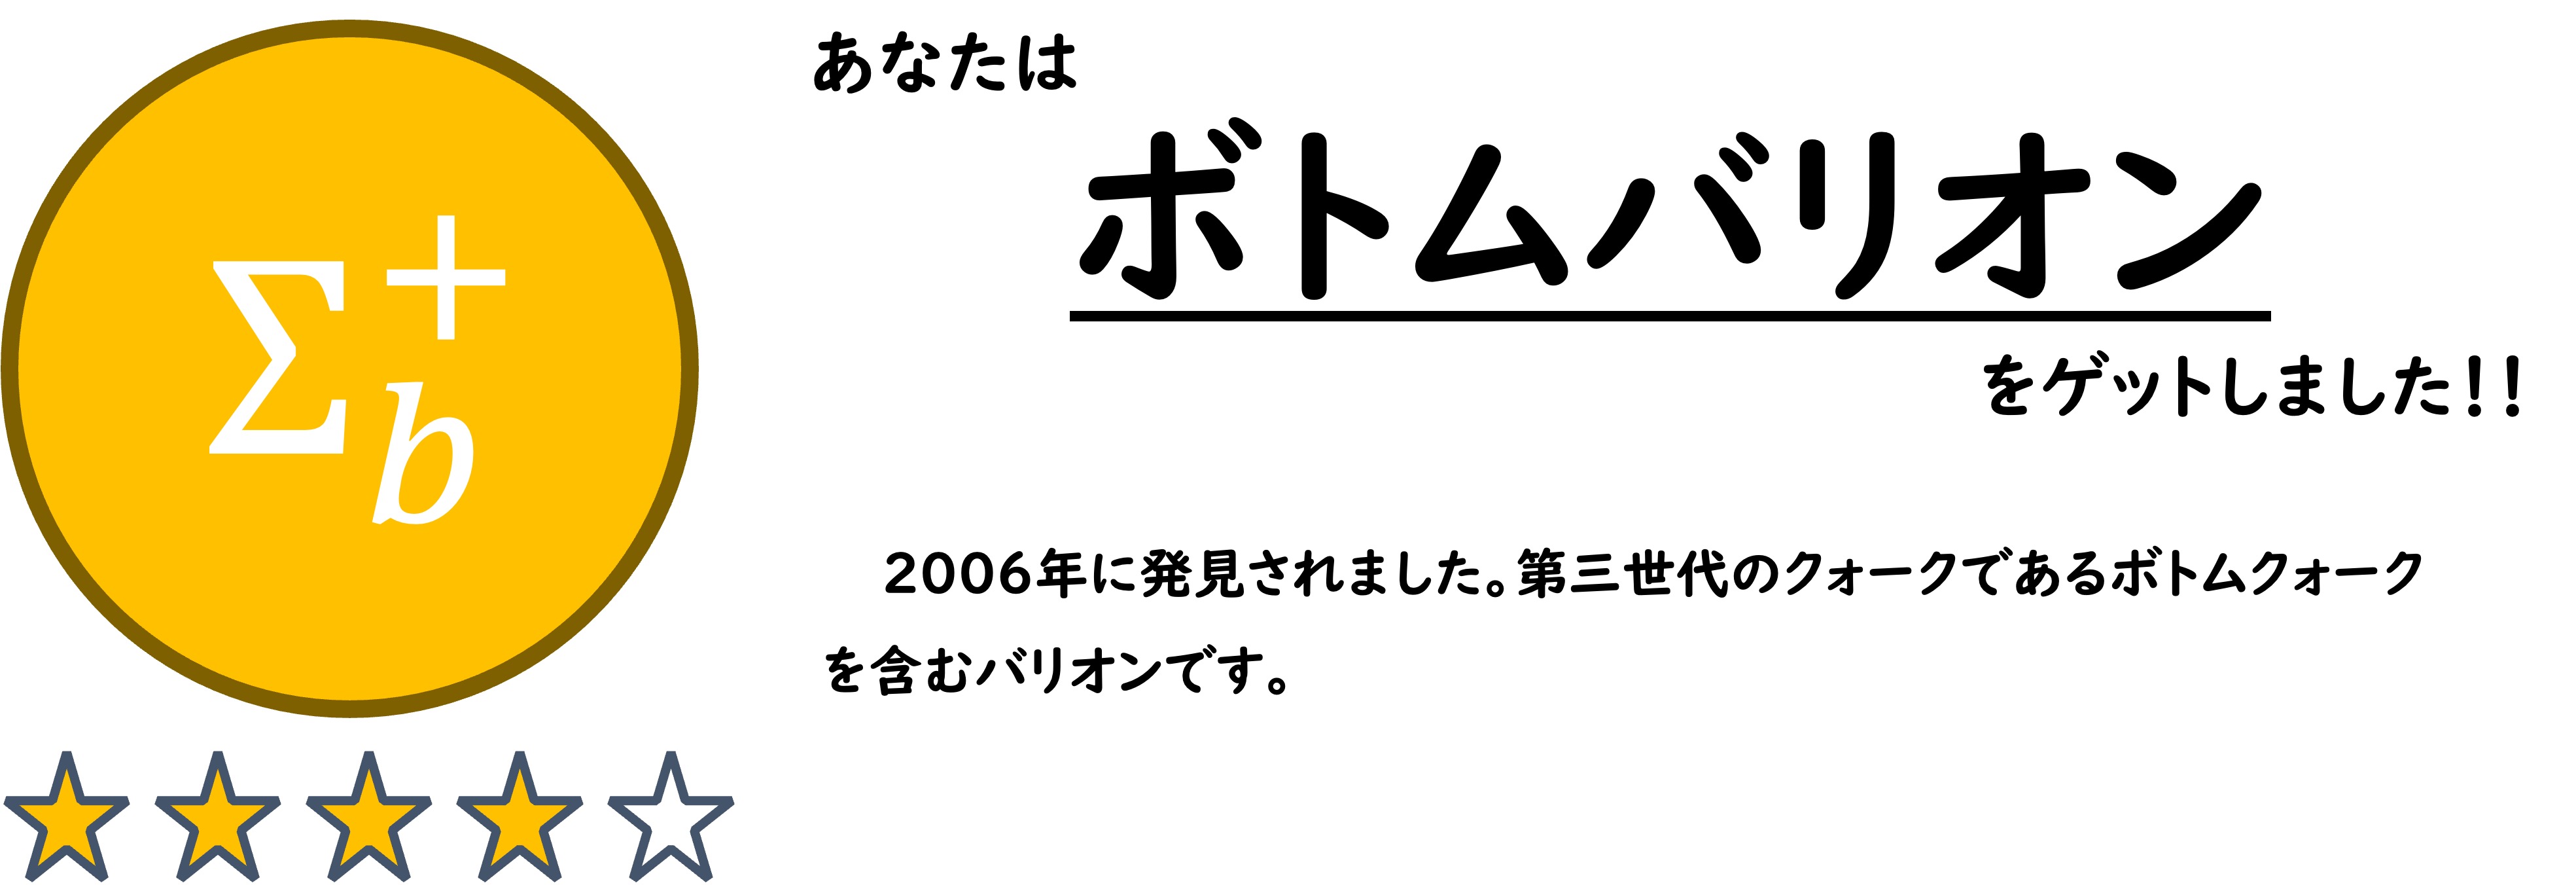 Σ_b^+
あなたは
ボトムバリオン
をゲットしました！！
2006年に発見されました。第三世代のクォークであるボトムクォーク
を含むバリオンです。